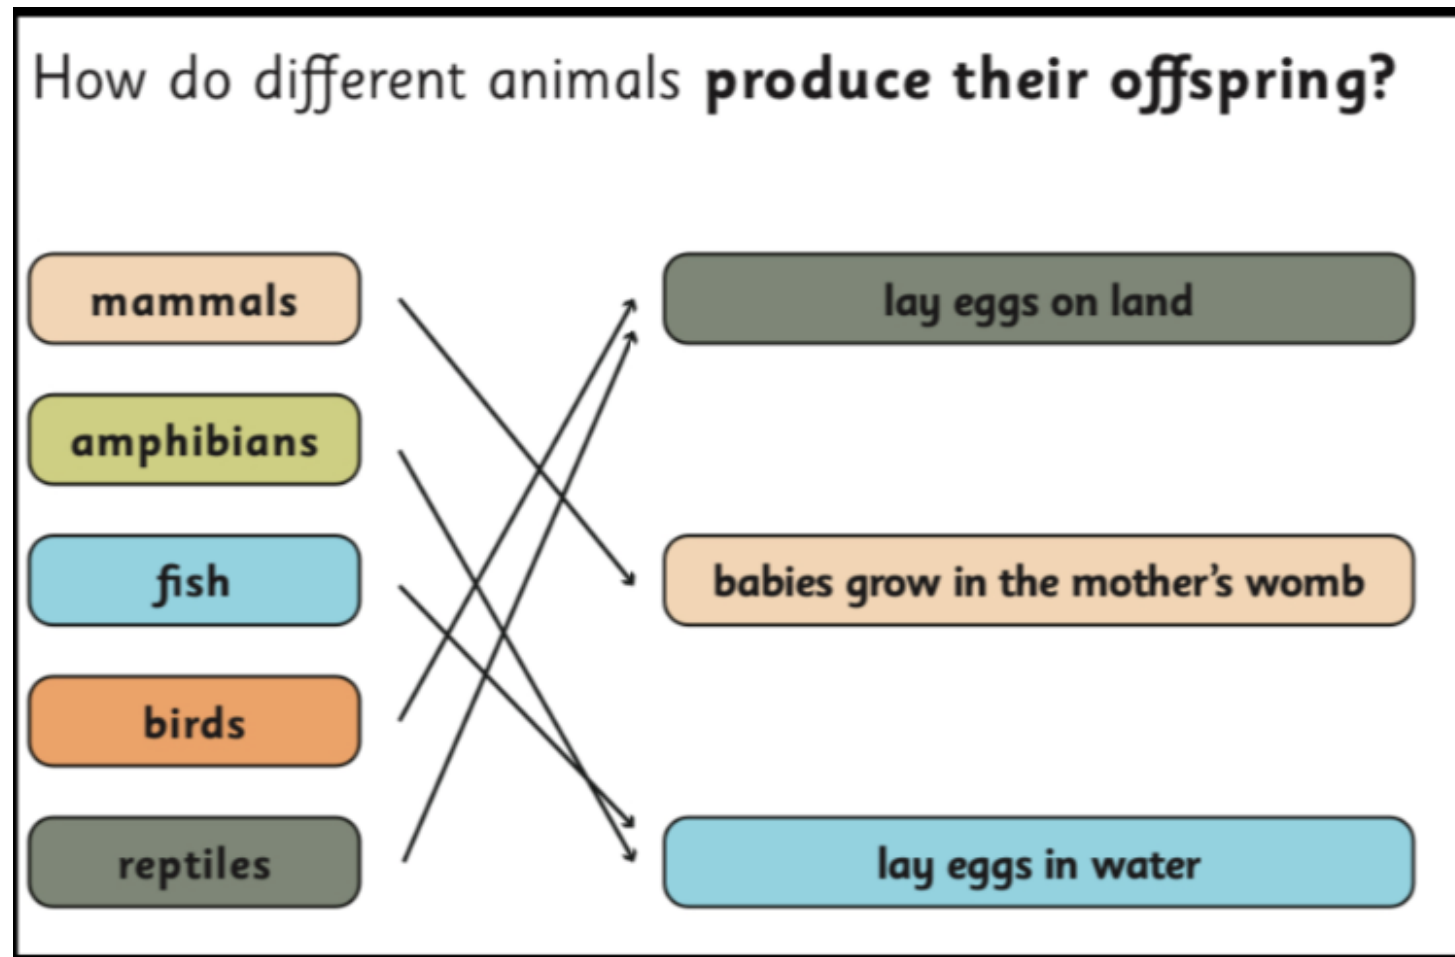 How do different animals produce their offspring?
mammals
lay eggs on land
amphibians
fish
babies grow in the mother's womb
birds
reptiles
lay eggs in water